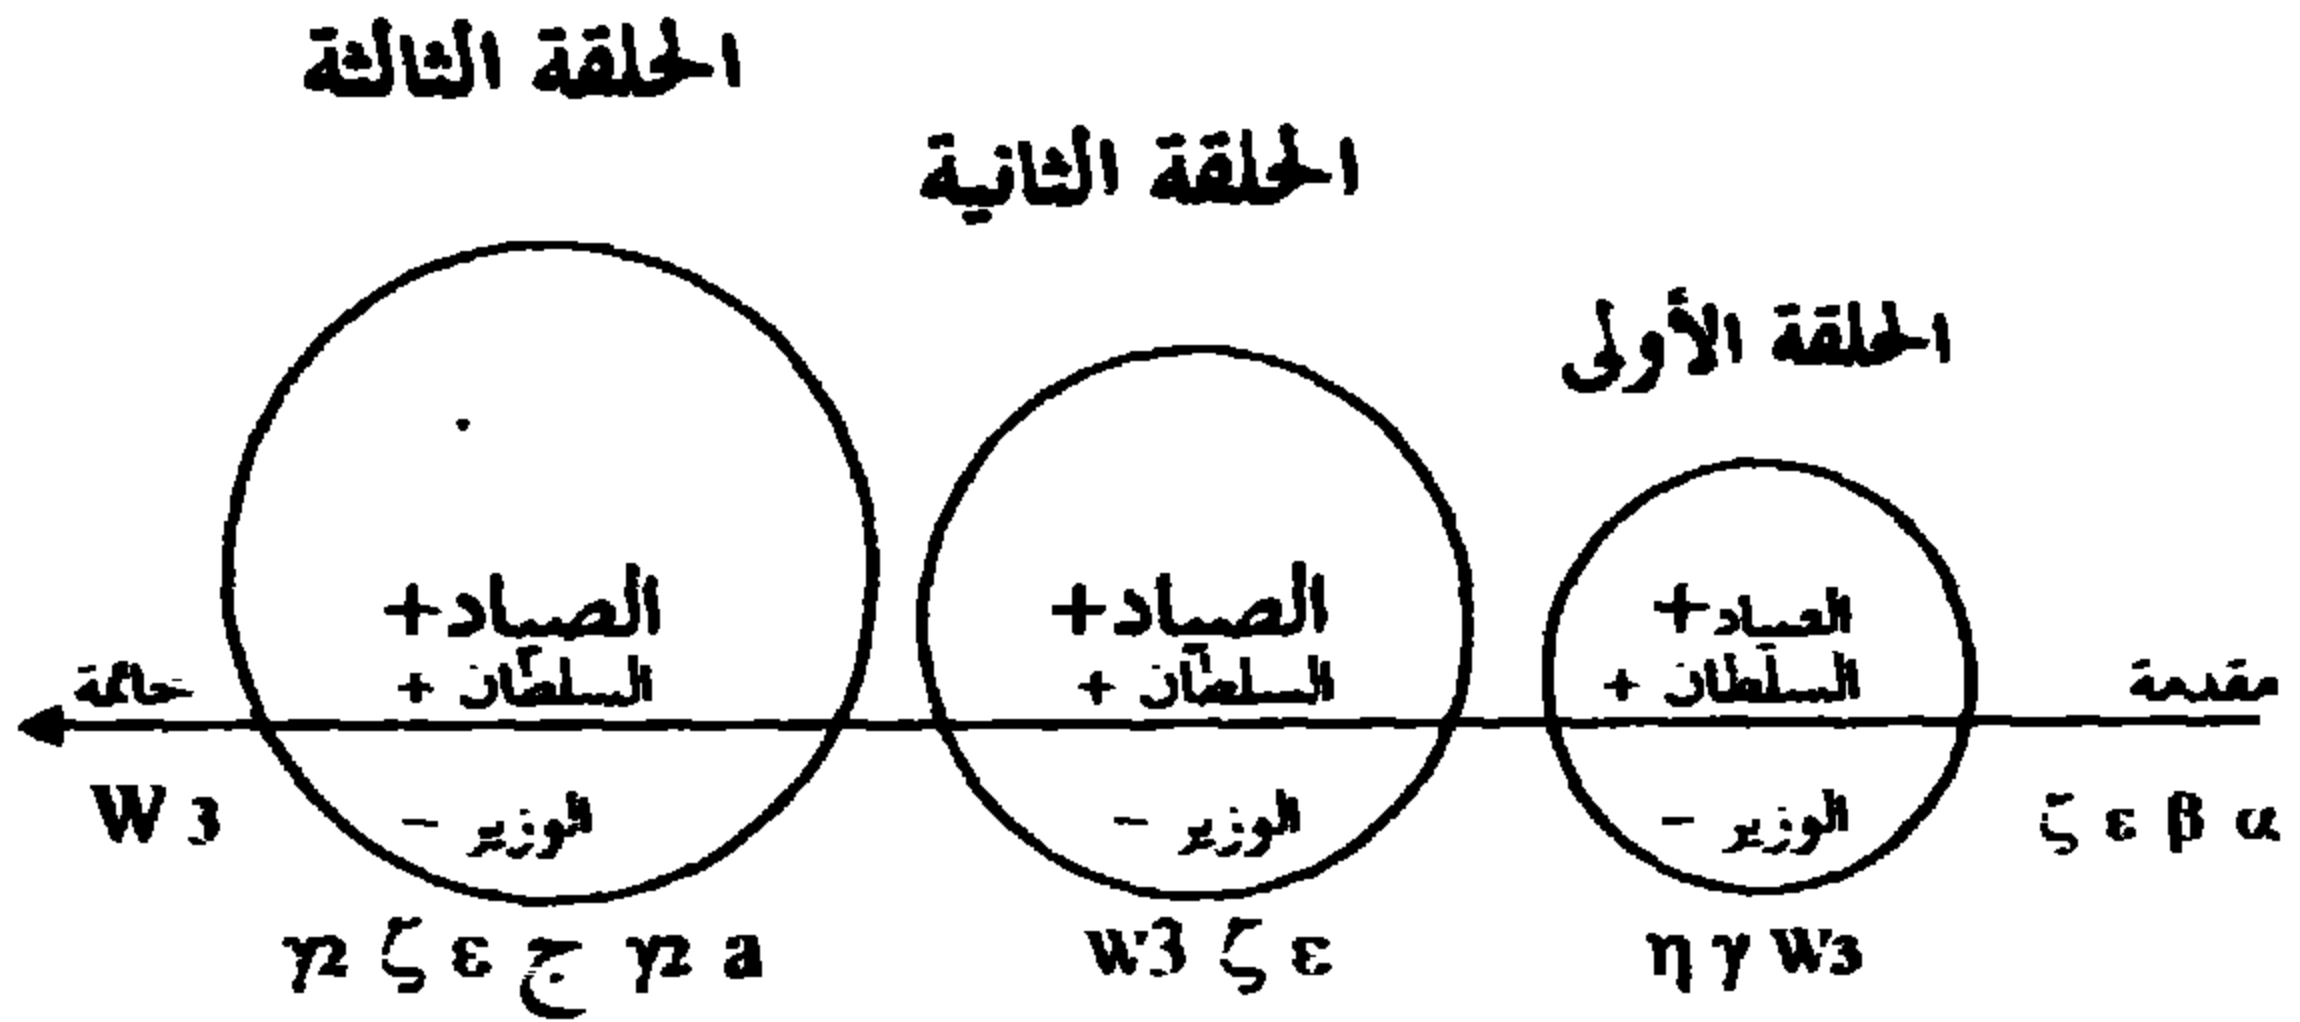 الحلقة الثالثة
الحلقة الثانية
الحلقة الأولى
الصياد+
السلطان +
الوزير -
w3 γ η
الصياد+
السلطان +
الوزير -
ε ζ w3
الصياد+
السلطان +
الوزير -
a γ2 ج ε ζ γ2
مقدمة
α β ε ζ
خاتمة
W 3